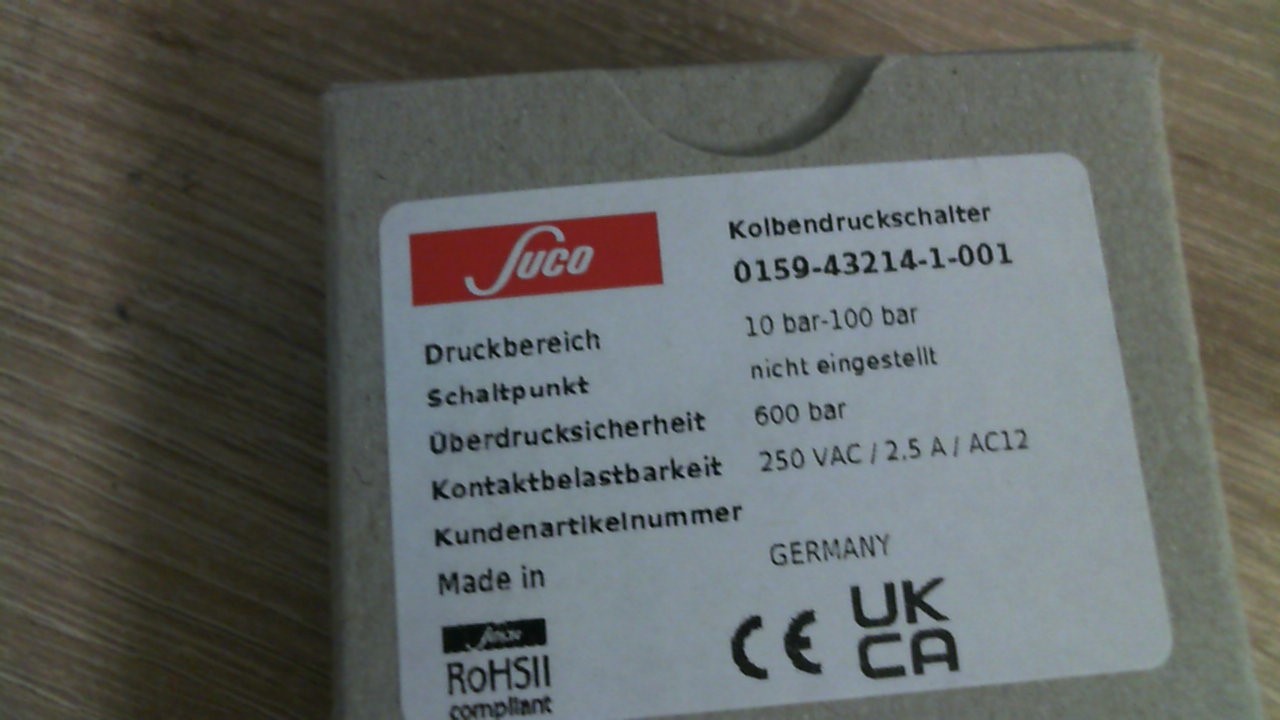 Suco
Kolbendruckschalter
0159-43214-1-001
Druckbereich 10 bar-100 bar
Schaltpunkt nicht eingestellt
Überdrucksicherheit 600 bar
Kontaktbelastbarkeit 250 VAC / 2.5 A / AC12
Kundenartikelnummer
Made in GERMANY
CE UK
CA
Suco
RoHSII
compliant